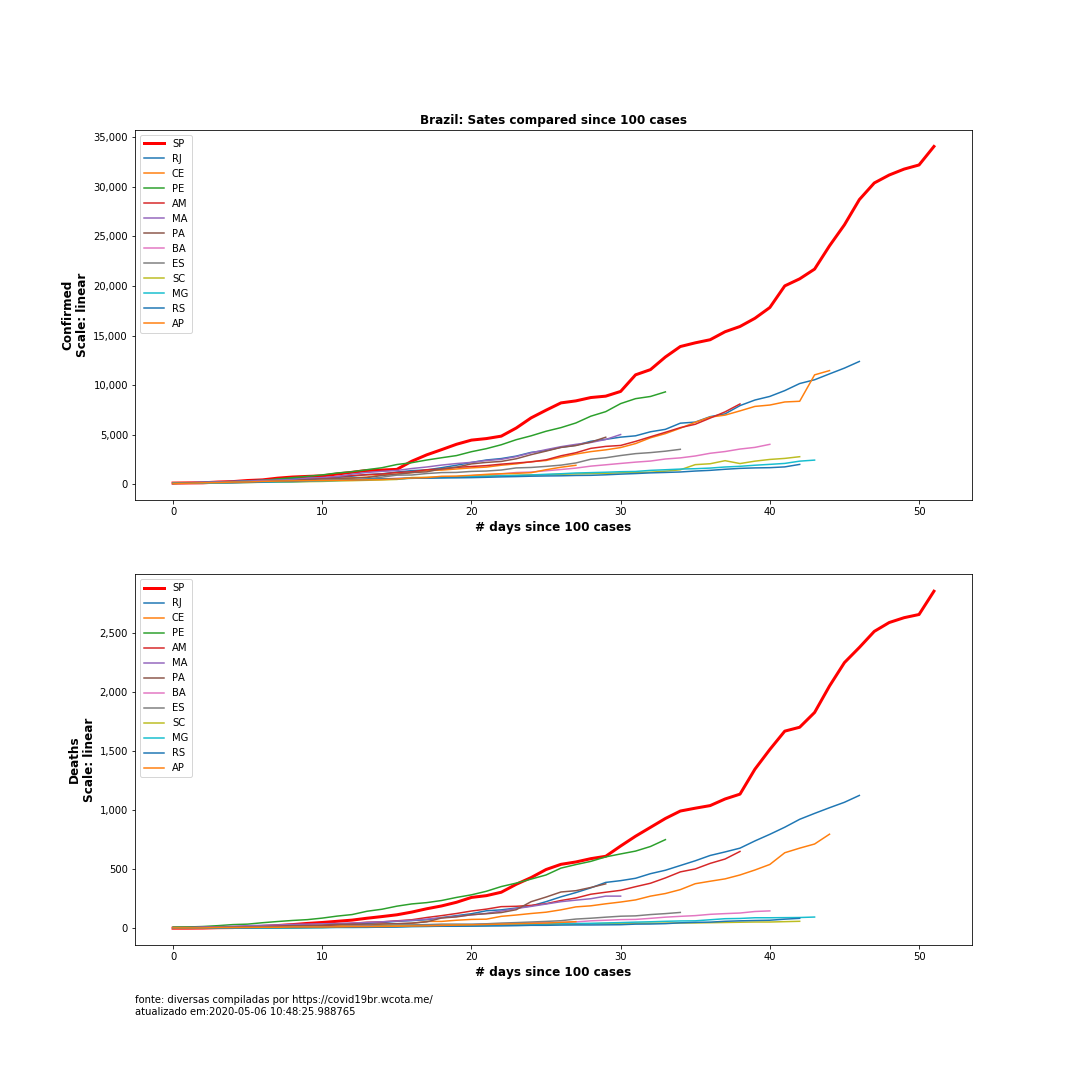 Brazil: Sates compared since 100 cases
Confirmed
Scale: linear
35,000
30,000
25,000
20,000
15,000
10,000
5,000
0
SP
RJ
CE
PE
AM
MA
PA
BA
ES
SC
MG
RS
AP
0 10 20 30 40 50
# days since 100 cases
Deaths
Scale: linear
2,500
2,000
1,500
1,000
500
0
SP
RJ
CE
PE
AM
MA
PA
BA
ES
SC
MG
RS
AP
0 10 20 30 40 50
# days since 100 cases
fonte: diversas compiladas por https://covid19br.wcota.me/
atualizado em:2020-05-06 10:48:25.988765